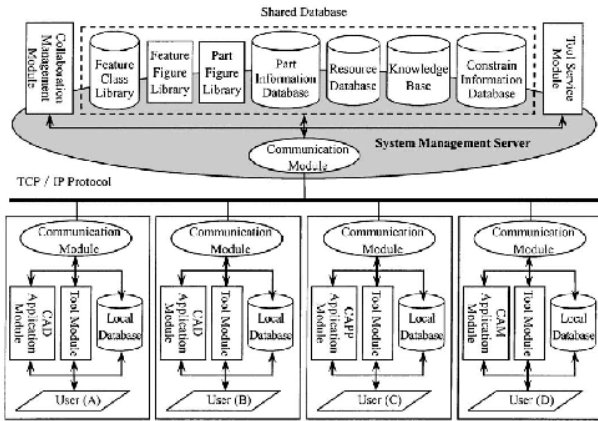 Shared Database
Collaboration
Management
Module
Feature
Class
Library
Feature
Figure
Library
Part
Figure
Library
Part
Information
Database
Resource
Database
Knowledge
Base
Constrain
Information
Database
Tool Service
Module
System Management Server
Communication
Module
TCP / IP Protocol
Communication
Module
CAD
Application
Module
Tool Module
Local
Database
User (A)
Communication
Module
CAD
Application
Module
Tool Module
Local
Database
User (B)
Communication
Module
CAPP
Application
Module
Tool Module
Local
Database
User (C)
Communication
Module
CAM
Application
Module
Tool Module
Local
Database
User (D)